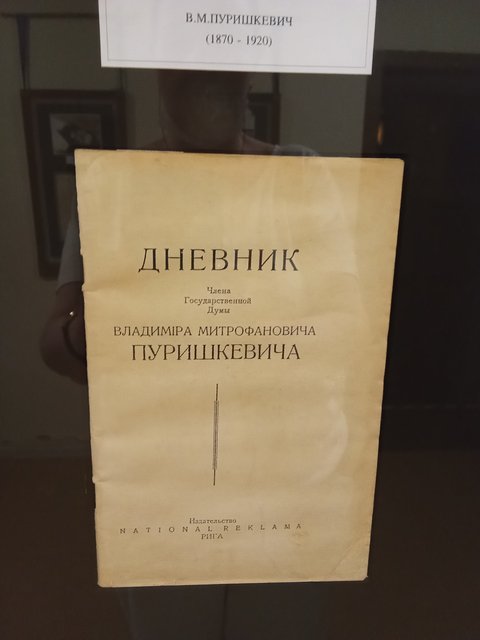 В.М.ПУРИШКЕВИЧ
(1870 - 1920)
ДНЕВНИК
Члена
Государственной
Думы
ВЛАДИМІРА МИТРОФАНОВИЧА
ПУРИШКЕВИЧА
Издательство
NATIONAL REKLAMA
РИГА